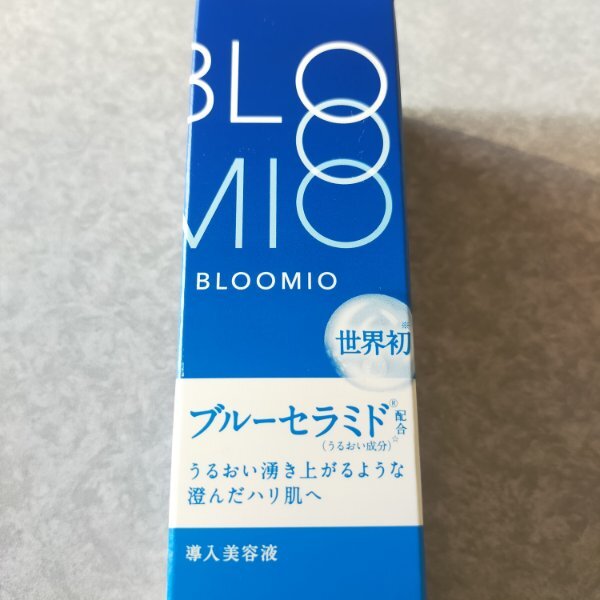 BLOO
MIO
BLOOMIO
世界初※
ブルーセラミド® 配合
(うるおい成分)☆
うるおい湧き上がるような
澄んだハリ肌へ
導入美容液